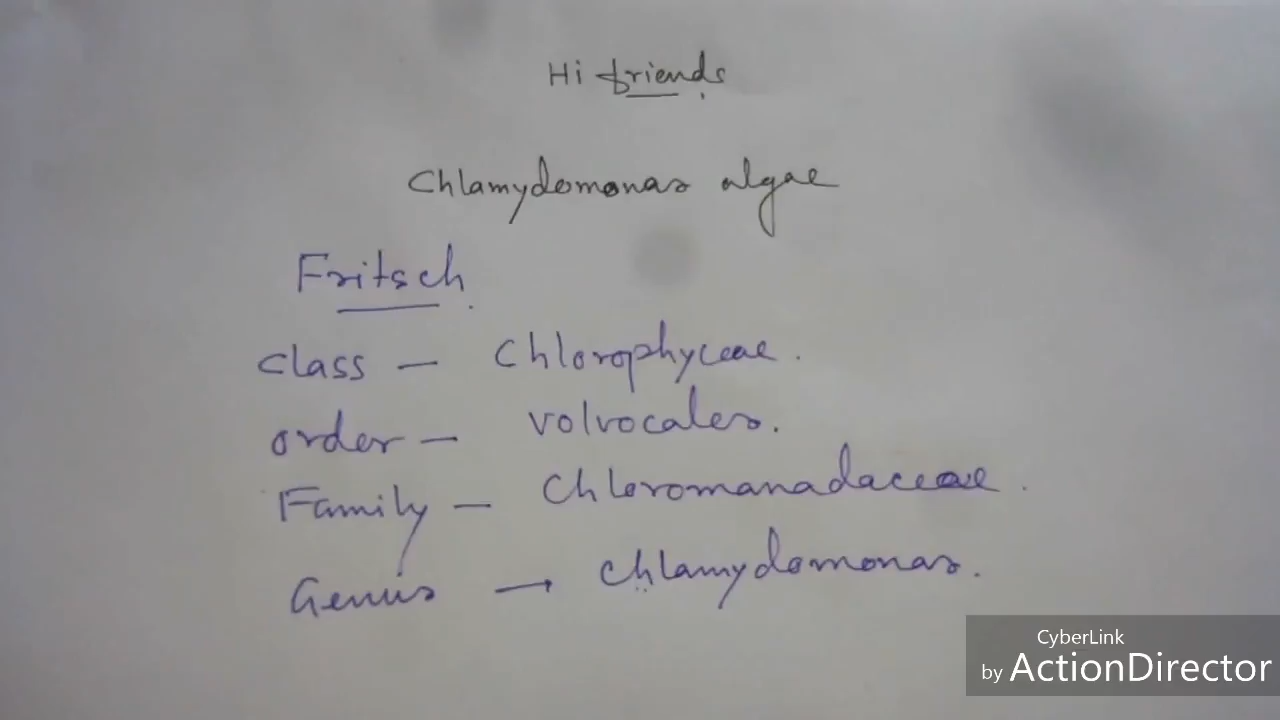 Hi friends
Chlamydomonas algae
Fritsch
class – Chlorophyceae.
order – volvocales.
Family – Chloromanadaceae.
Genus → Chlamydomonas.
CyberLink
by ActionDirector